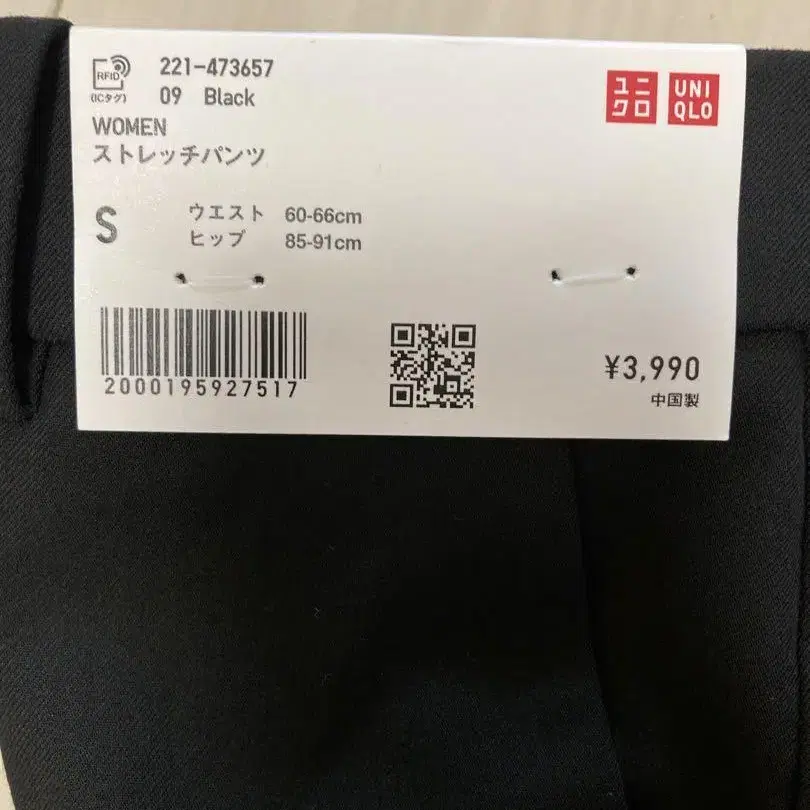 RFID
(ICタグ)
221-473657
09 Black
WOMEN
ストレッチパンツ
ユニクロ
UNIQLO
S
ウエスト 60-66cm
ヒップ 85-91cm
2000195927517
¥3,990
中国製